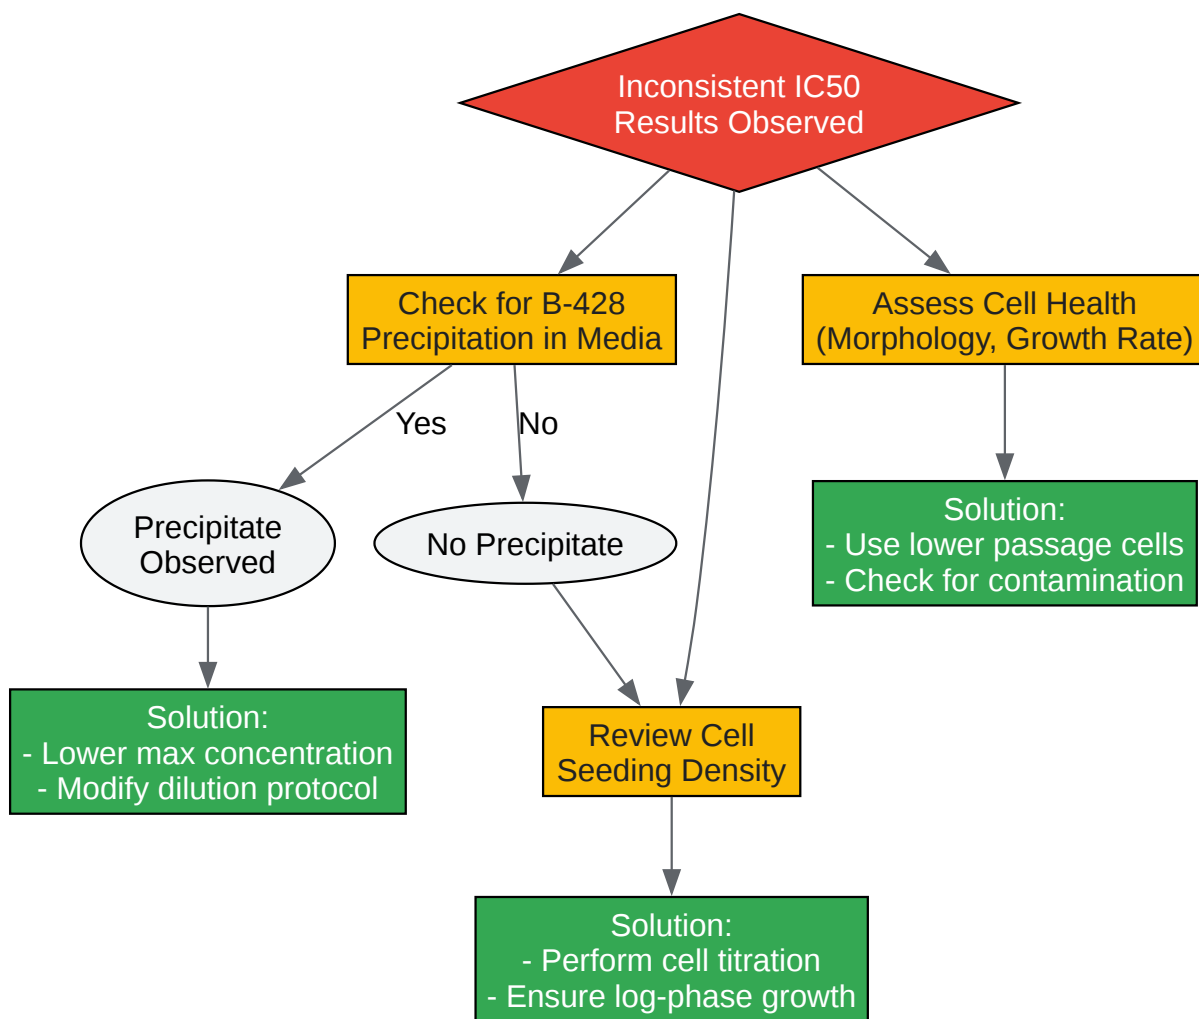 Inconsistent IC50
Results Observed
Check for B-428
Precipitation in Media
Assess Cell Health
(Morphology, Growth Rate)
Yes
No
Precipitate
Observed
No Precipitate
Solution:
- Use lower passage cells
- Check for contamination
Solution:
- Lower max concentration
- Modify dilution protocol
Review Cell
Seeding Density
Solution:
- Perform cell titration
- Ensure log-phase growth